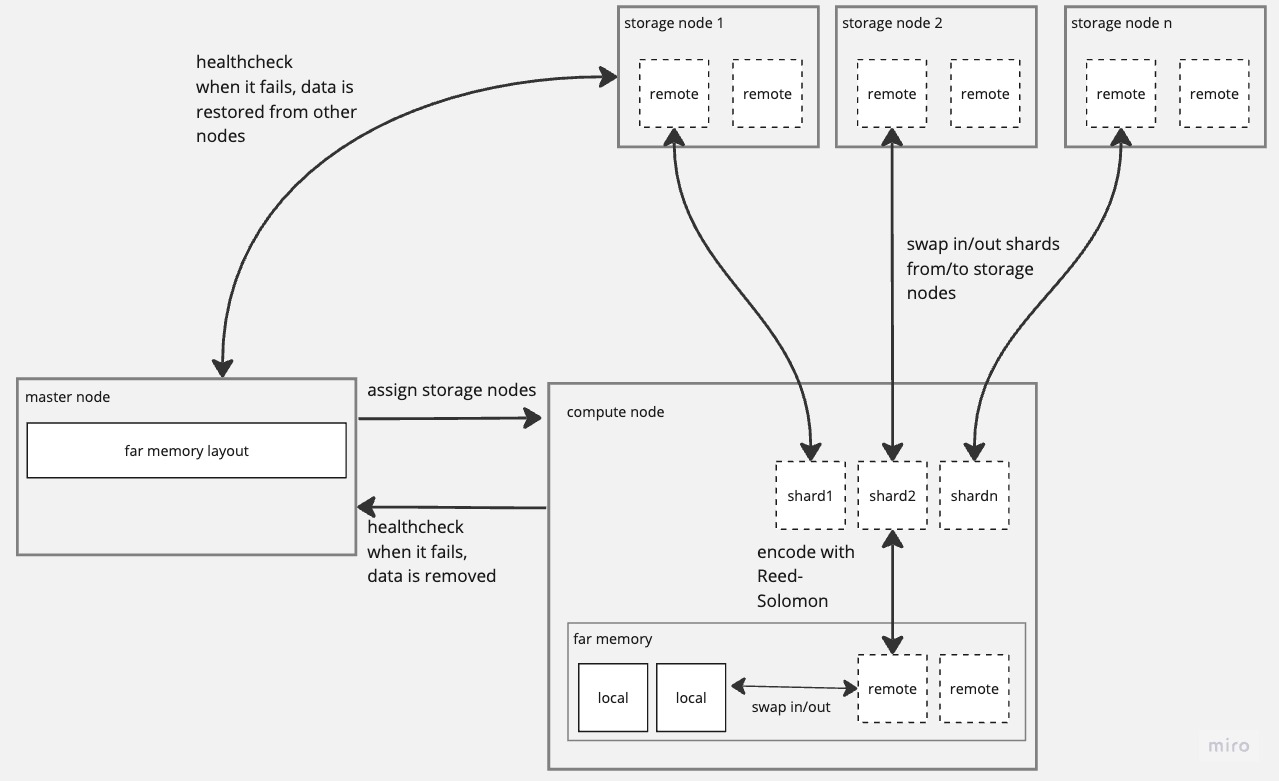 storage node 1
storage node 2
storage node n
healthcheck
when it fails, data is
restored from other
nodes
remote
remote
remote
remote
remote
remote
swap in/out shards
from/to storage
nodes
master node
far memory layout
assign storage nodes
healthcheck
when it fails,
data is removed
compute node
shard1
shard2
shardn
encode with
Reed-
Solomon
far memory
local
local
swap in/out
remote
remote
miro